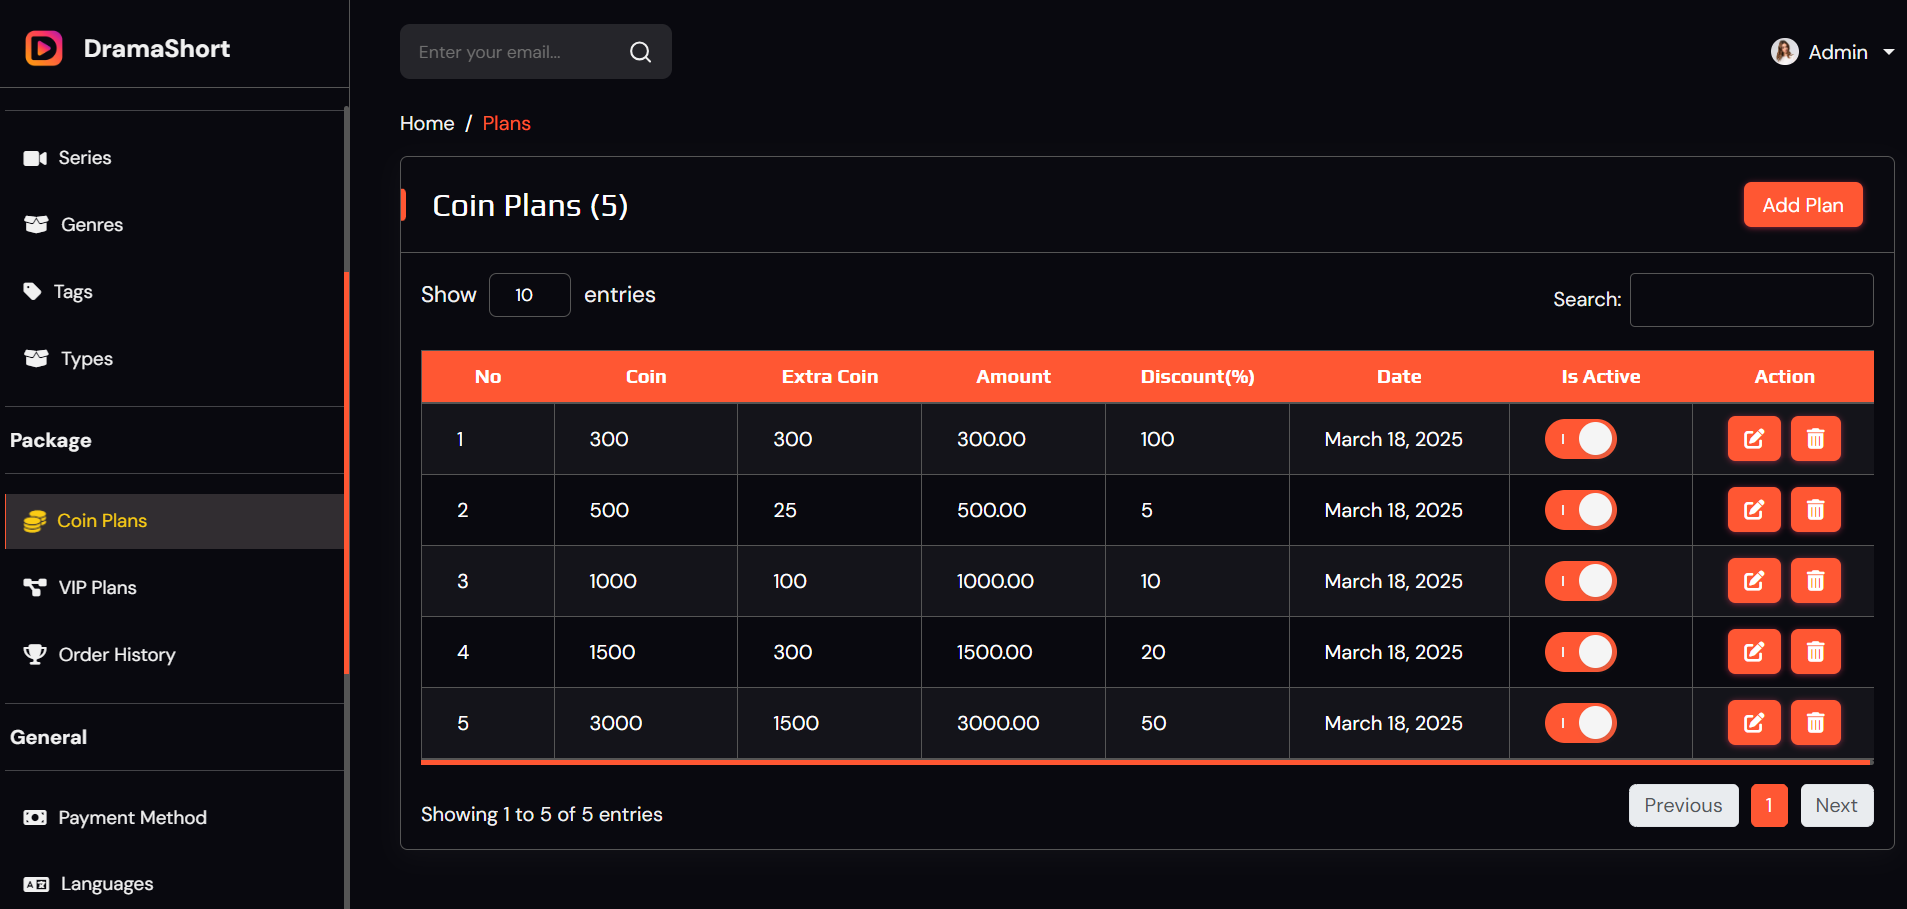 DramaShort
Enter your email...
Admin
Series
Genres
Tags
Types
Package
Coin Plans
VIP Plans
Order History
General
Payment Method
Languages
Home / Plans
Coin Plans (5)
Add Plan
Show 10 entries
Search:
No Coin Extra Coin Amount Discount(%) Date Is Active Action
1 300 300 300.00 100 March 18, 2025
2 500 25 500.00 5 March 18, 2025
3 1000 100 1000.00 10 March 18, 2025
4 1500 300 1500.00 20 March 18, 2025
5 3000 1500 3000.00 50 March 18, 2025
Showing 1 to 5 of 5 entries
Previous 1 Next